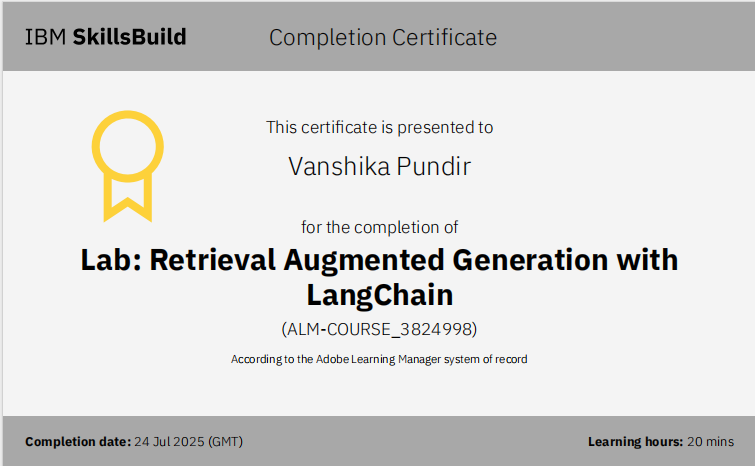 IBM SkillsBuild
Completion Certificate
This certificate is presented to
Vanshika Pundir
for the completion of
Lab: Retrieval Augmented Generation with
LangChain
(ALM-COURSE_3824998)
According to the Adobe Learning Manager system of record
Completion date: 24 Jul 2025 (GMT)
Learning hours: 20 mins